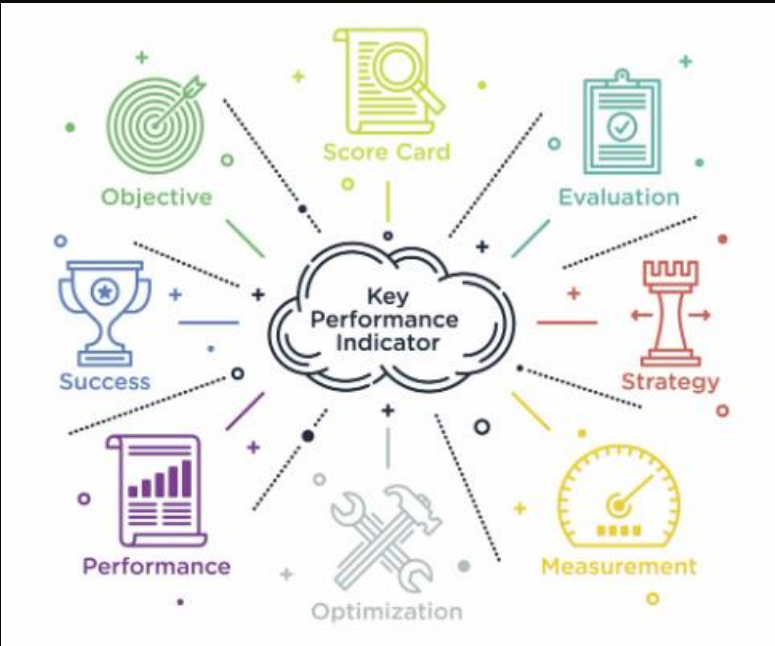 Score Card
Objective
Evaluation
Key
Performance
Indicator
Success
Strategy
Performance
Measurement
Optimization